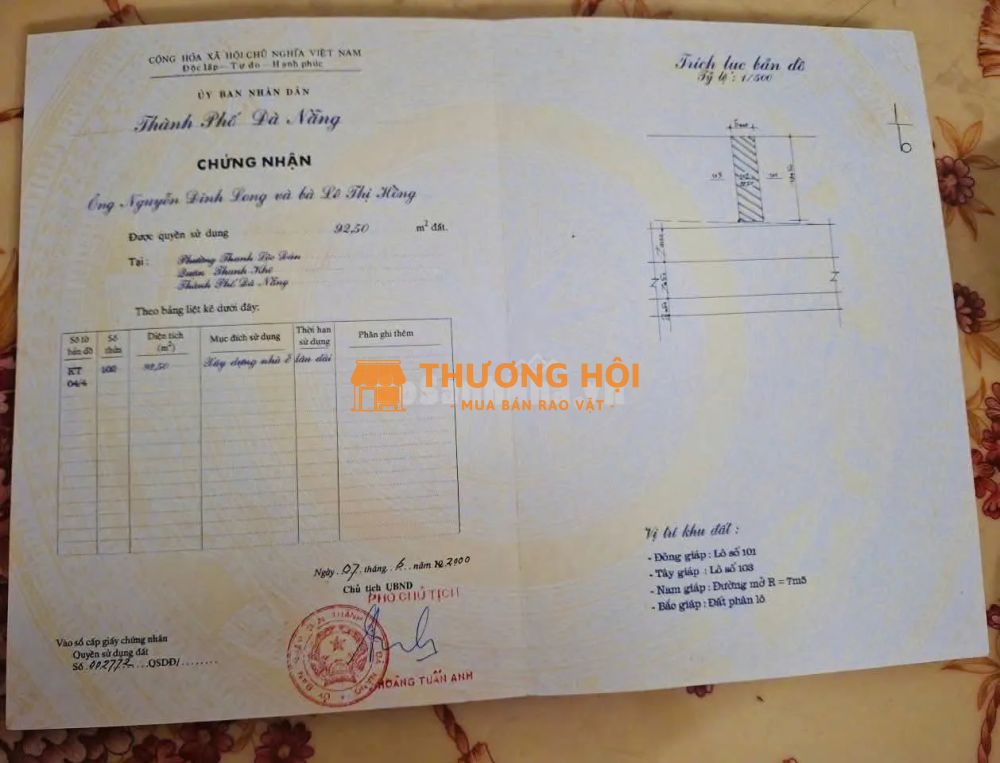 CỘNG HÒA XÃ HỘI CHỦ NGHĨA VIỆT NAM
Độc lập - Tự do - Hạnh phúc
ỦY BAN NHÂN DÂN
Thành Phố Đà Nẵng
CHỨNG NHẬN
Ông Nguyễn Đình Long và bà Lê Thị Hồng
Được quyền sử dụng 92,50 m² đất.
Tại : Phường Thanh Lộc Đán
Quận Thanh Khê
Thành Phố Đà Nẵng
Theo bảng liệt kê dưới đây:
Số tờ bản đồ Số thửa Diện tích (m²) Mục đích sử dụng Thời hạn sử dụng Phần ghi thêm
KT 102 92,50 Xây dựng nhà ở lâu dài
04/4
Ngày 07 tháng 6 năm 2000
Chủ tịch UBND
PHÓ CHỦ TỊCH
HOÀNG TUẤN ANH
Vào sổ cấp giấy chứng nhận
Quyền sử dụng đất
Số 002772 QSDĐ/
Trích lục bản đồ
Tỷ lệ : 1/500
Vị trí khu đất :
- Đông giáp : Lô số 101
- Tây giáp : Lô số 103
- Nam giáp : Đường mở R = 7m5
- Bắc giáp : Đất phân lô
THƯƠNG HỘI
- MUA BÁN RAO VẶT -